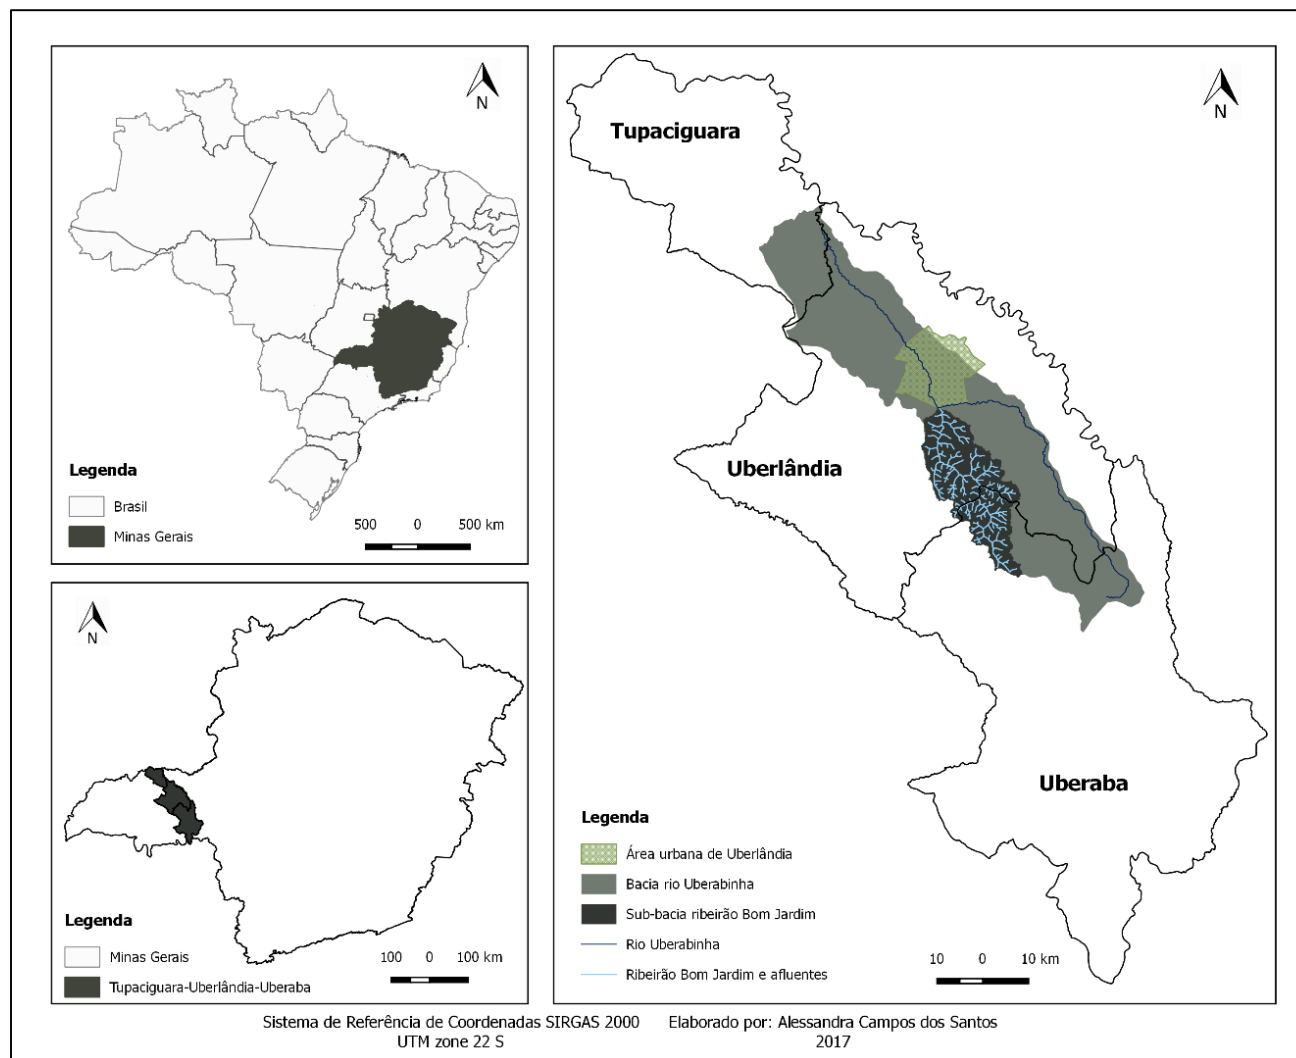 N
Legenda
Brasil
Minas Gerais
500 0 500 km
N
Legenda
Minas Gerais
Tupaciguara-Uberlândia-Uberaba
100 0 100 km
N
Tupaciguara
Uberlândia
Uberaba
Legenda
Área urbana de Uberlândia
Bacia rio Uberabinha
Sub-bacia ribeirão Bom Jardim
Rio Uberabinha
Ribeirão Bom Jardim e afluentes
10 0 10 km
Sistema de Referência de Coordenadas SIRGAS 2000
UTM zone 22 S
Elaborado por: Alessandra Campos dos Santos
2017